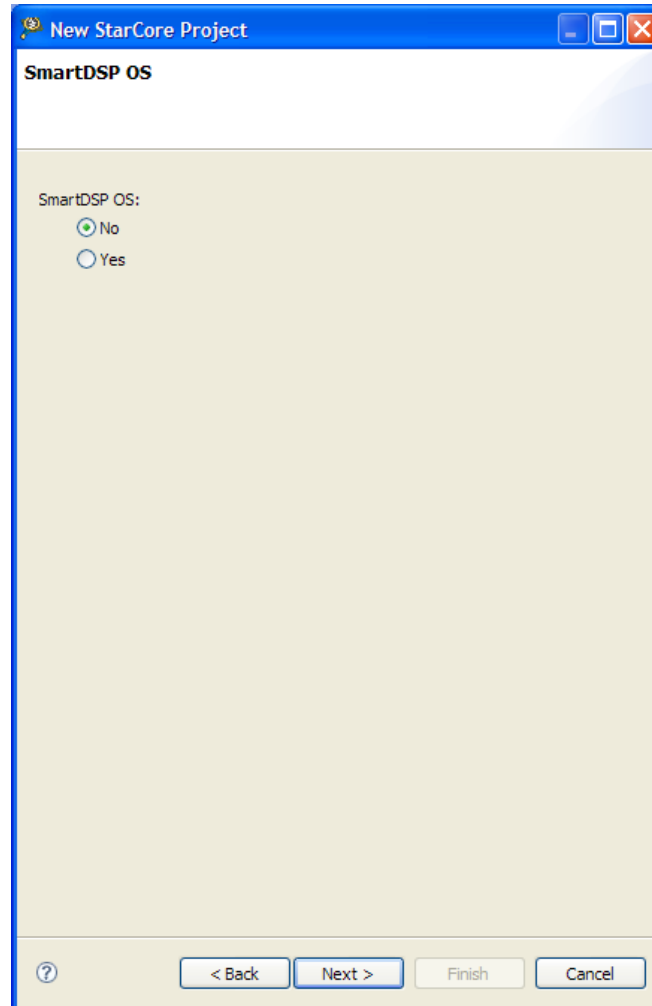 New StarCore Project
SmartDSP OS
SmartDSP OS:
No
Yes
?
< Back Next > Finish Cancel